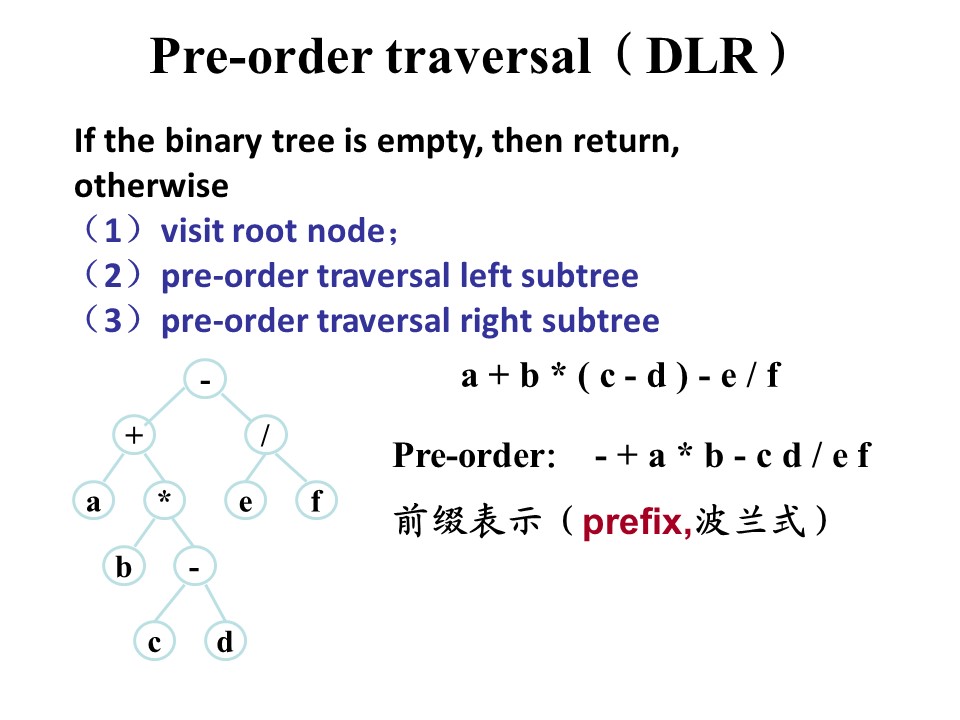 Pre-order traversal（DLR）
If the binary tree is empty, then return,
otherwise
（1）visit root node；
（2）pre-order traversal left subtree
（3）pre-order traversal right subtree
a + b * ( c - d ) - e / f
Pre-order: - + a * b - c d / e f
前缀表示（prefix,波兰式）
-
+ /
a * e f
b -
c d